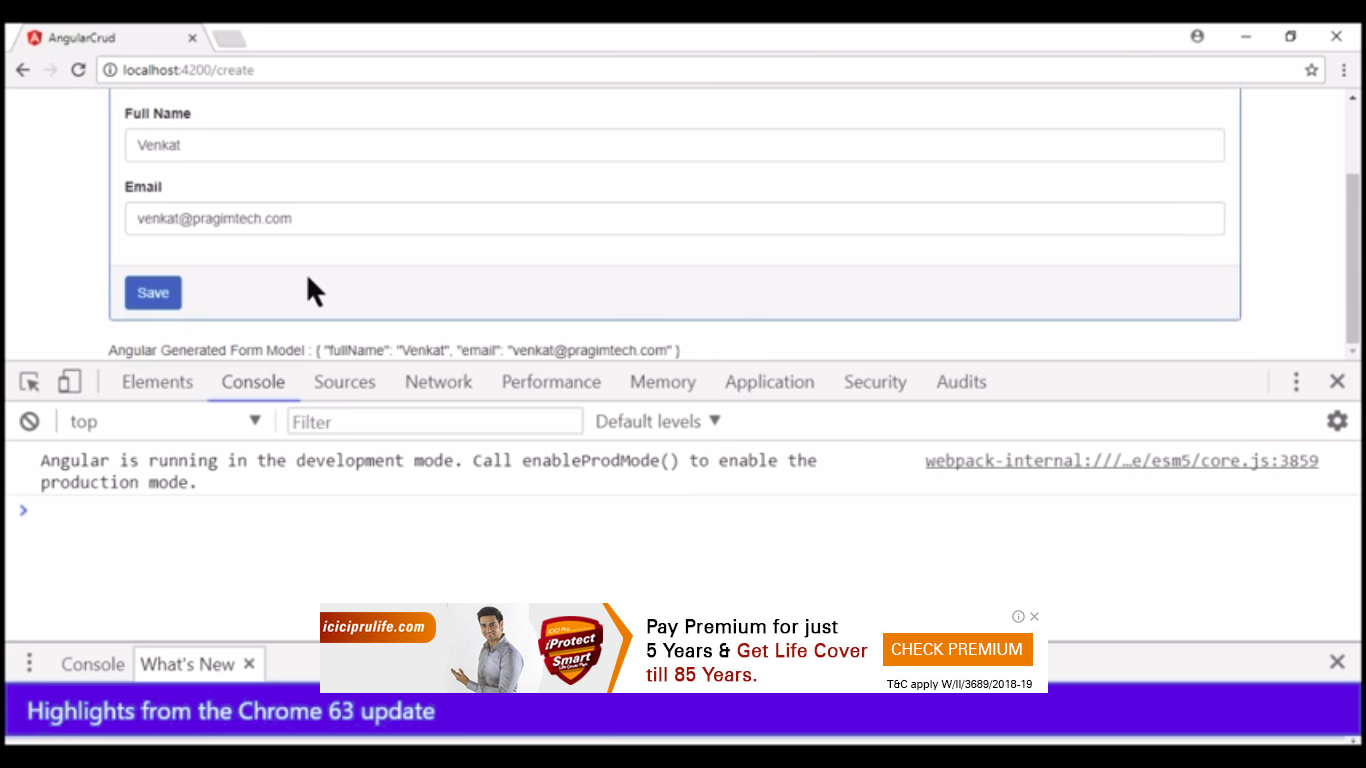 AngularCrud
localhost:4200/create
Full Name
Venkat
Email
venkat@pragimtech.com
Save
Angular Generated Form Model : { "fullName": "Venkat", "email": "venkat@pragimtech.com" }
Elements Console Sources Network Performance Memory Application Security Audits
top Filter Default levels
Angular is running in the development mode. Call enableProdMode() to enable the webpack-internal:///…e/esm5/core.js:3859
production mode.
iciciprulife.com
iProtect
Smart
Pay Premium for just
5 Years & Get Life Cover
till 85 Years.
CHECK PREMIUM
T&C apply W/II/3689/2018-19
Console What's New
Highlights from the Chrome 63 update